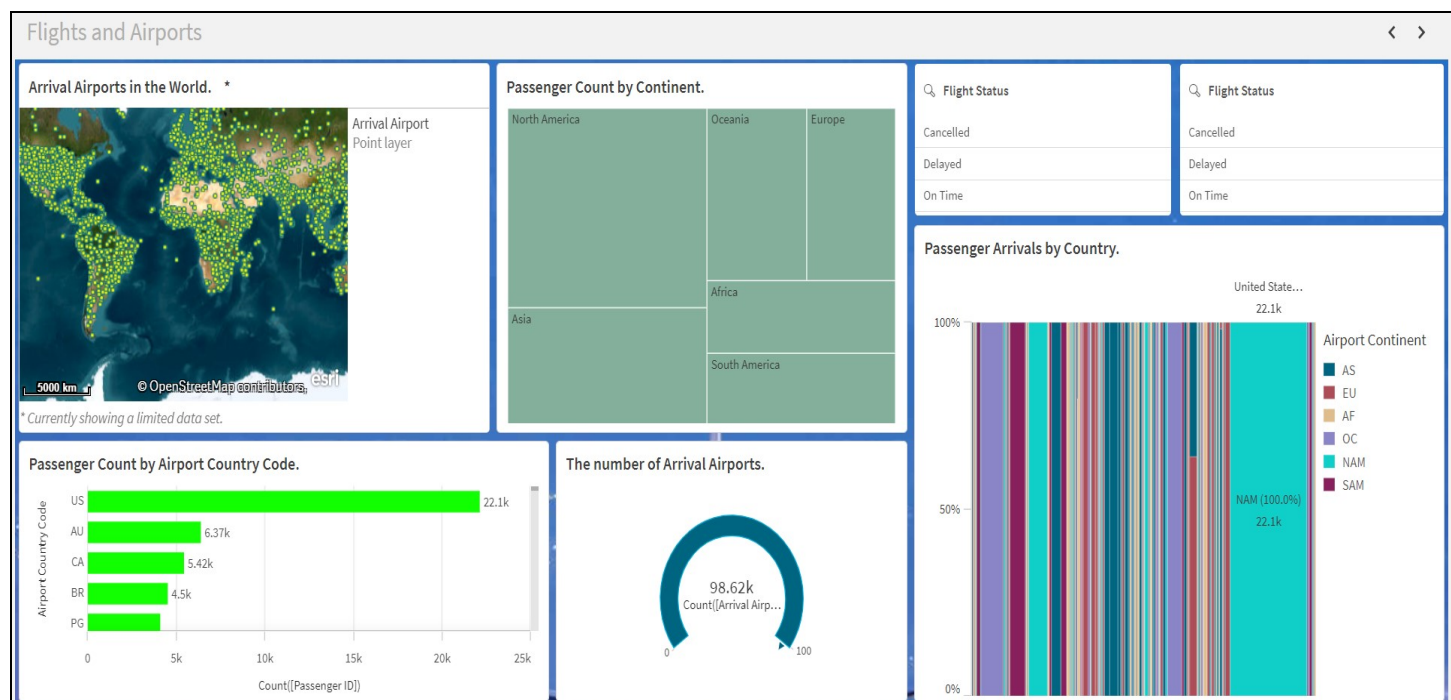 Flights and Airports
Arrival Airports in the World. *
Arrival Airport
Point layer
5000 km
© OpenStreetMap contributors,
esri
* Currently showing a limited data set.
Passenger Count by Continent.
North America
Oceania
Europe
Asia
Africa
South America
Flight Status
Cancelled
Delayed
On Time
Flight Status
Cancelled
Delayed
On Time
Passenger Count by Airport Country Code.
Airport Country Code
US
22.1k
AU
6.37k
CA
5.42k
BR
4.5k
PG
0
5k
10k
15k
20k
25k
Count([Passenger ID])
The number of Arrival Airports.
98.62k
Count([Arrival Airp...
0
100
Passenger Arrivals by Country.
United State...
22.1k
100%
50%
0%
NAM (100.0%)
22.1k
Airport Continent
AS
EU
AF
OC
NAM
SAM